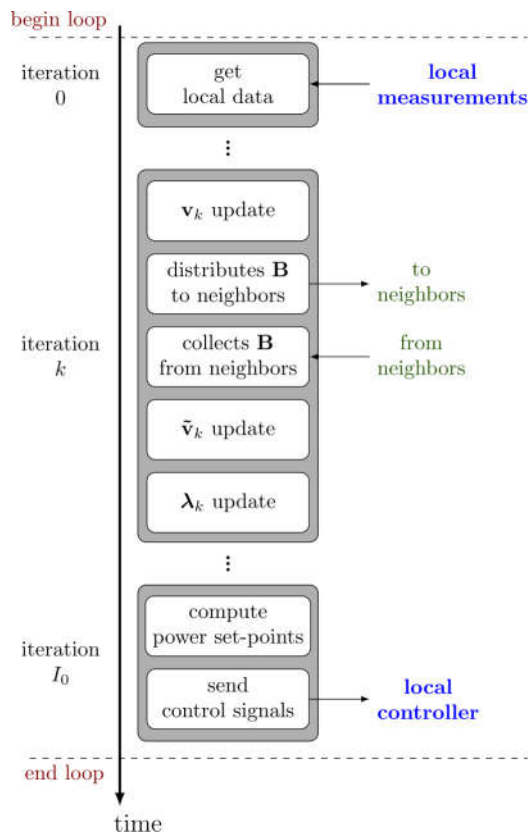 begin loop
iteration
0
get
local data
local
measurements
⋮
iteration
k
v_k update
distributes B
to neighbors
to
neighbors
collects B
from neighbors
from
neighbors
ṽ_k update
λ_k update
⋮
iteration
I_0
compute
power set-points
send
control signals
local
controller
end loop
time